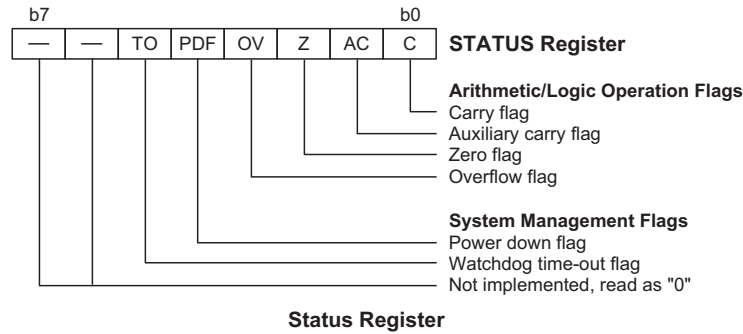 b7 b0
— — TO PDF OV Z AC C STATUS Register
Arithmetic/Logic Operation Flags
Carry flag
Auxiliary carry flag
Zero flag
Overflow flag
System Management Flags
Power down flag
Watchdog time-out flag
Not implemented, read as "0"
Status Register